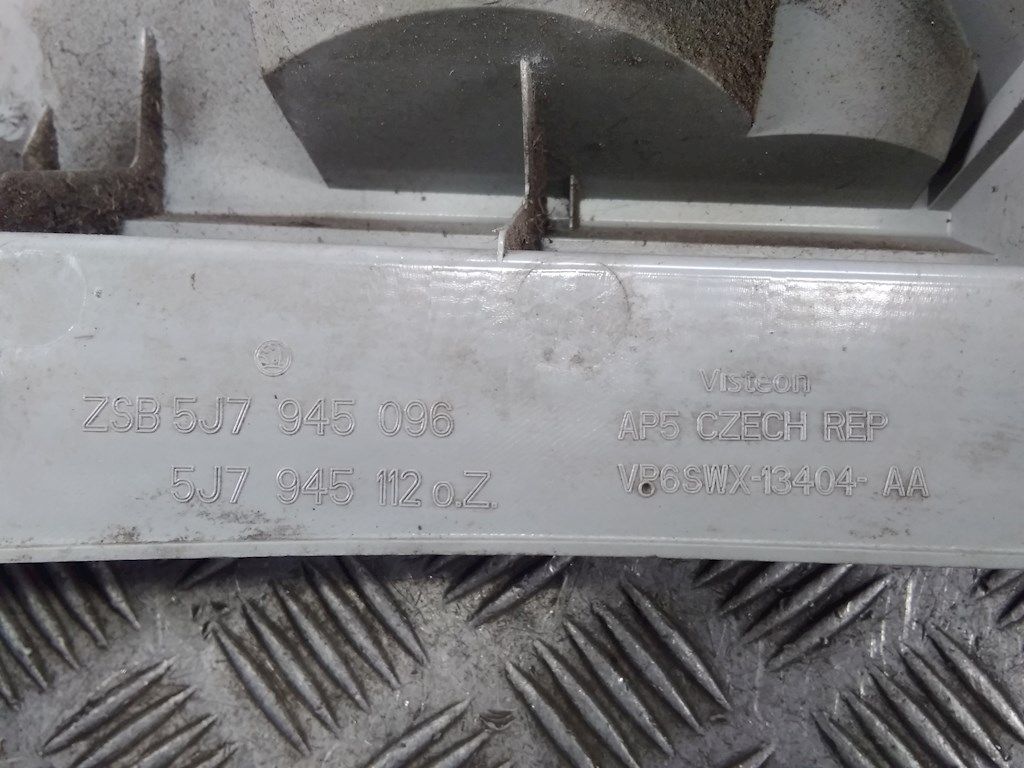 ZSB 5J7 945 096
5J7 945 112 o.Z.
Visteon
AP5 CZECH REP
VP6SWX-13404- AA